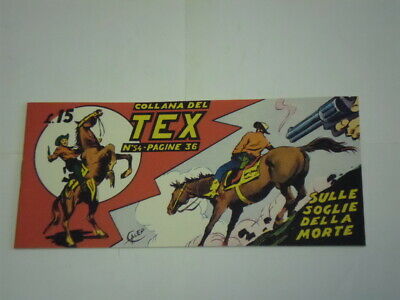 £.15
COLLANA DEL
TEX
N°54-PAGINE 36
SULLE
SOGLIE
DELLA
MORTE